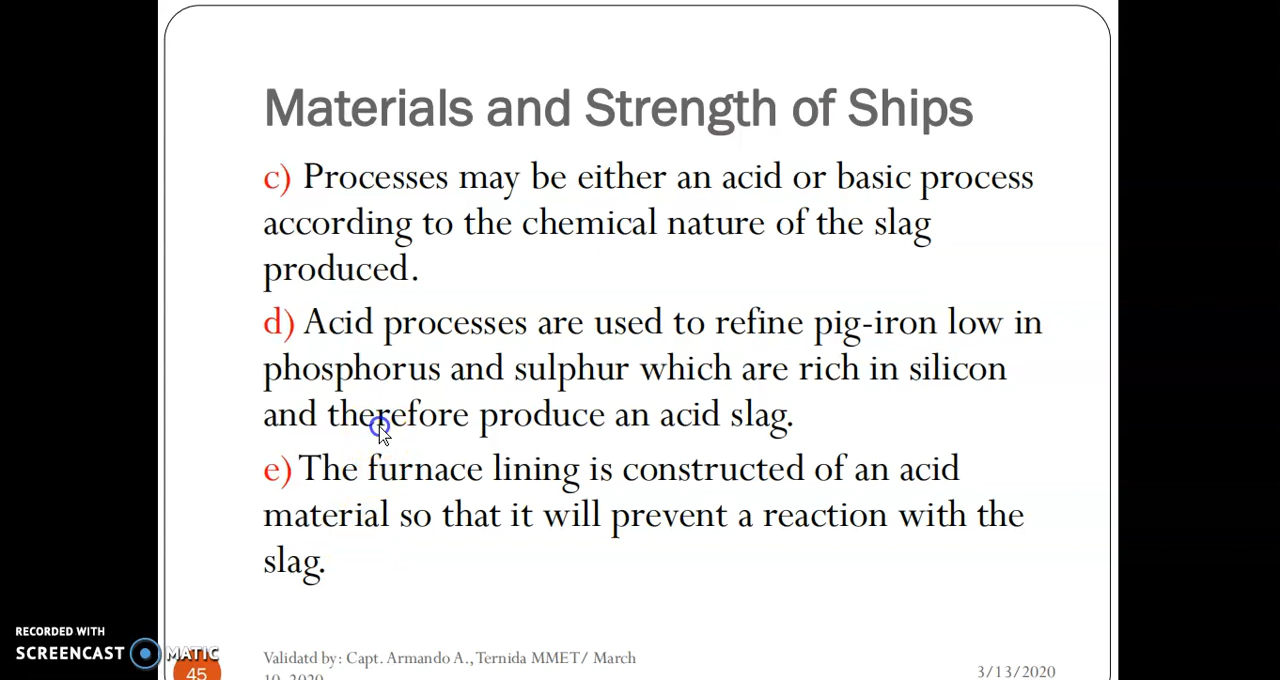 Materials and Strength of Ships
c) Processes may be either an acid or basic process
according to the chemical nature of the slag
produced.
d) Acid processes are used to refine pig-iron low in
phosphorus and sulphur which are rich in silicon
and therefore produce an acid slag.
e) The furnace lining is constructed of an acid
material so that it will prevent a reaction with the
slag.
RECORDED WITH
SCREENCAST MATIC
45
Validatd by: Capt. Armando A., Ternida MMET/ March
10, 2020
3/13/2020